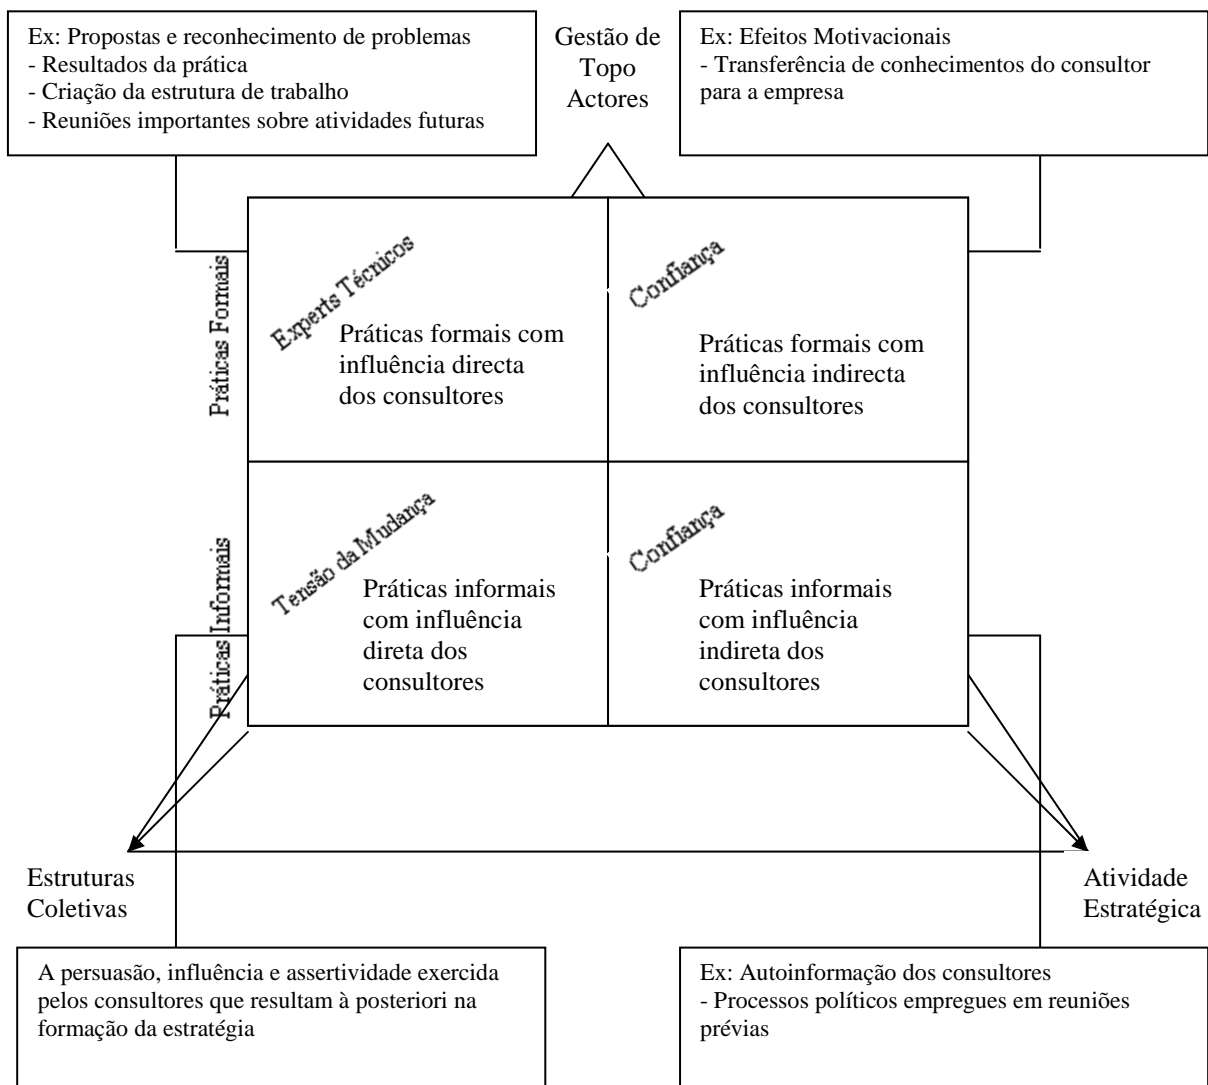 Ex: Propostas e reconhecimento de problemas
- Resultados da prática
- Criação da estrutura de trabalho
- Reuniões importantes sobre atividades futuras
Gestão de
Topo
Actores
Ex: Efeitos Motivacionais
- Transferência de conhecimentos do consultor
para a empresa
Práticas Formais
Experts Técnicos
Práticas formais com
influência directa
dos consultores
Confiança
Práticas formais com
influência indirecta
dos consultores
Práticas Informais
Tensão da Mudança
Práticas informais
com influência
direta dos
consultores
Confiança
Práticas informais
com influência
indireta dos
consultores
Estruturas
Coletivas
Atividade
Estratégica
A persuasão, influência e assertividade exercida
pelos consultores que resultam à posteriori na
formação da estratégia
Ex: Autoinformação dos consultores
- Processos políticos empregues em reuniões
prévias